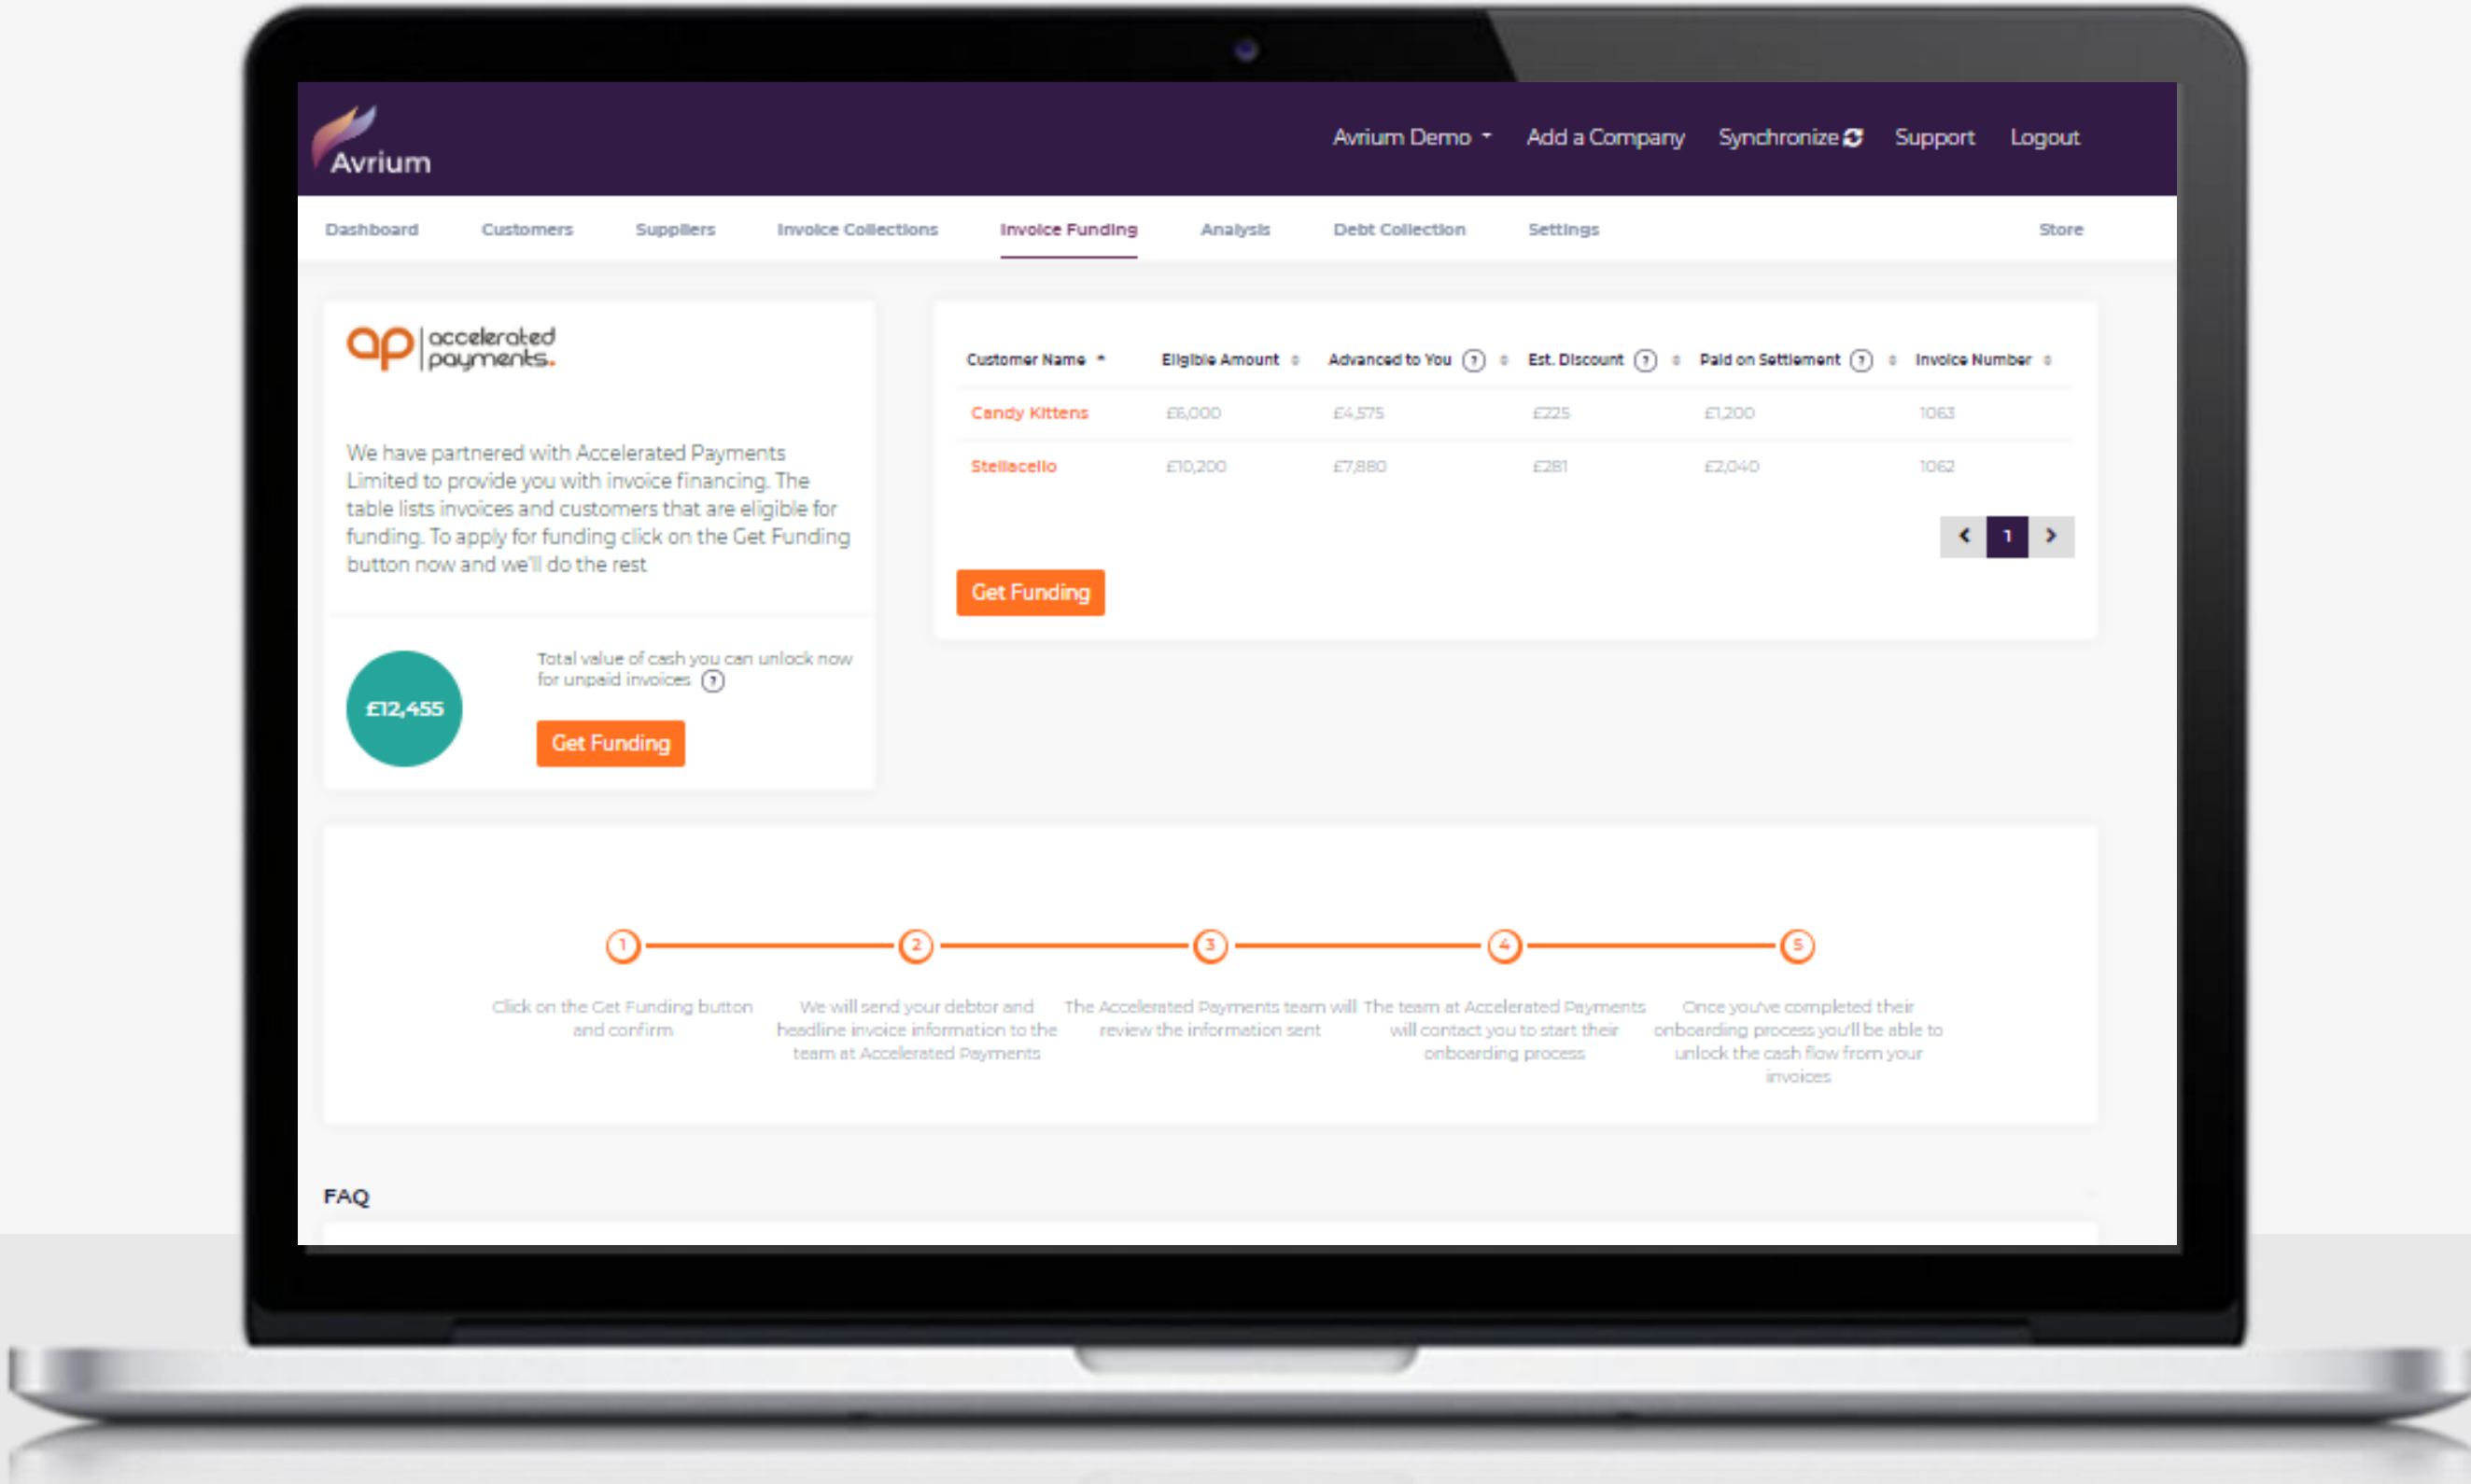 Avrium
Avrium Demo Add a Company Synchronize Support Logout
Dashboard Customers Suppliers Invoice Collections Invoice Funding Analysis Debt Collection Settings Store
ap accelerated
payments.
We have partnered with Accelerated Payments
Limited to provide you with invoice financing. The
table lists invoices and customers that are eligible for
funding. To apply for funding click on the Get Funding
button now and we'll do the rest
£12,455
Total value of cash you can unlock now
for unpaid invoices ?
Get Funding
Customer Name Eligible Amount Advanced to You ? Est. Discount ? Paid on Settlement ? Invoice Number
Candy Kittens £6,000 £4,575 £225 £1,200 1063
Stellacello £10,200 £7,880 £281 £2,040 1062
1
Get Funding
1
Click on the Get Funding button
and confirm
2
We will send your debtor and
headline invoice information to the
team at Accelerated Payments
3
The Accelerated Payments team will
review the information sent
4
The team at Accelerated Payments
will contact you to start their
onboarding process
5
Once you've completed their
onboarding process you'll be able to
unlock the cash flow from your
invoices
FAQ